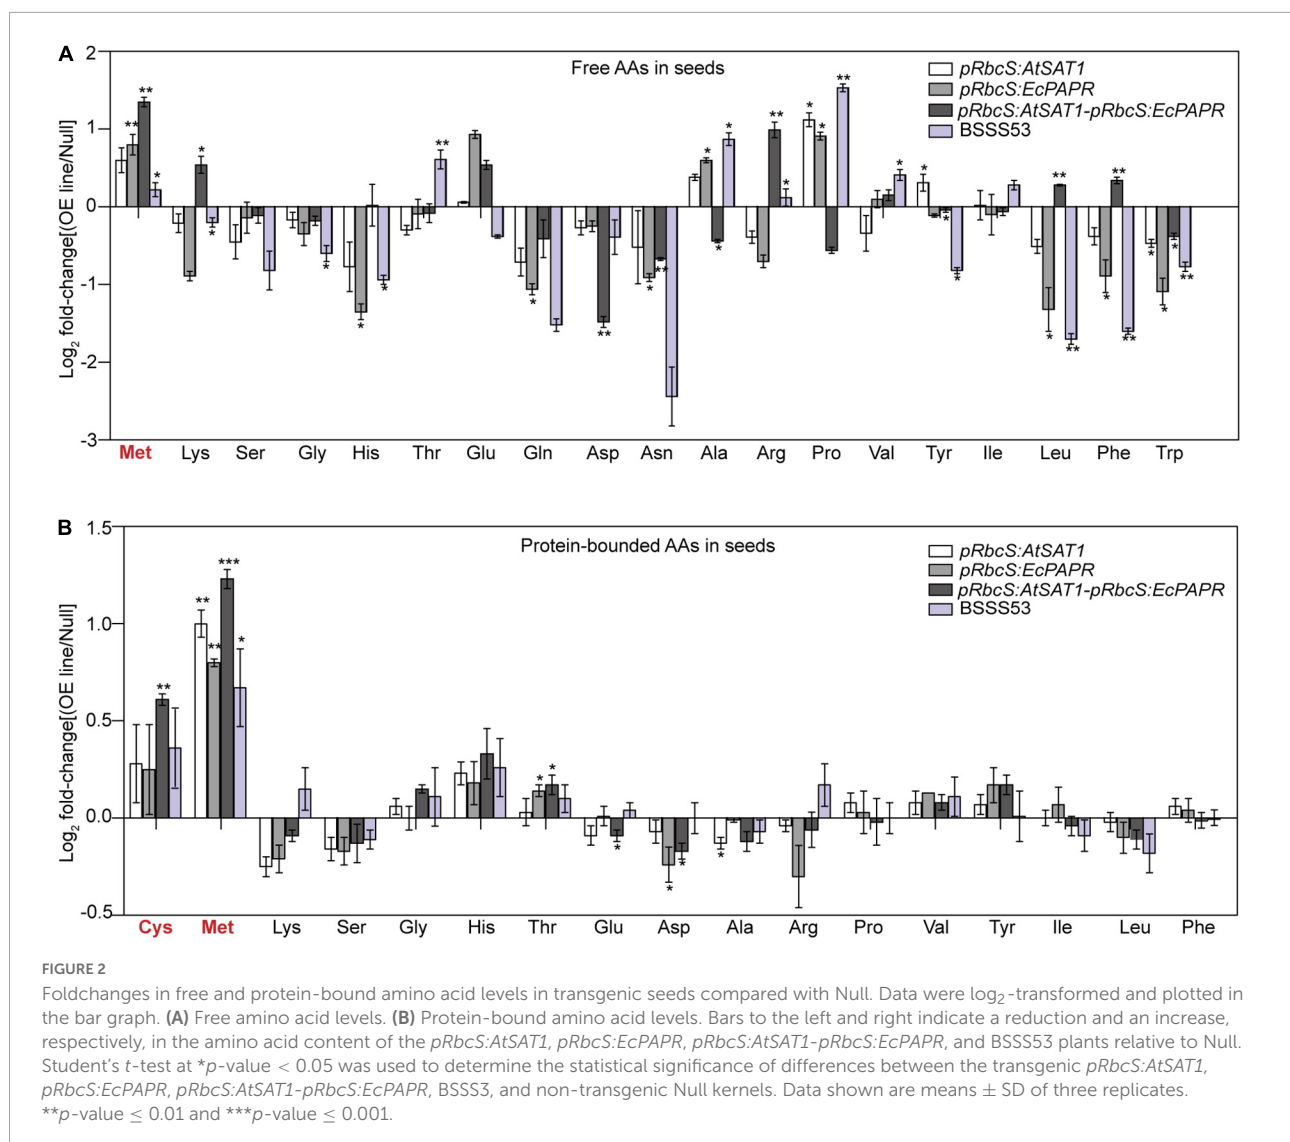 A
Free AAs in seeds
pRbcS:AtSAT1
pRbcS:EcPAPR
pRbcS:AtSAT1-pRbcS:EcPAPR
BSSS53
Log2 fold-change[(OE line/Null]
2
1
0
-1
-2
-3
** ** * * * * * ** * * ** * ** * * * ** * * * ** * * * * ** ** * ** ** * * * **
Met Lys Ser Gly His Thr Glu Gln Asp Asn Ala Arg Pro Val Tyr Ile Leu Phe Trp
B
Protein-bounded AAs in seeds
pRbcS:AtSAT1
pRbcS:EcPAPR
pRbcS:AtSAT1-pRbcS:EcPAPR
BSSS53
Log2 fold-change[(OE line/Null]
1.5
1.0
0.5
0.0
-0.5
** ** ** *** * * * * * * *
Cys Met Lys Ser Gly His Thr Glu Asp Ala Arg Pro Val Tyr Ile Leu Phe
FIGURE 2
Foldchanges in free and protein-bound amino acid levels in transgenic seeds compared with Null. Data were log2-transformed and plotted in
the bar graph. (A) Free amino acid levels. (B) Protein-bound amino acid levels. Bars to the left and right indicate a reduction and an increase,
respectively, in the amino acid content of the pRbcS:AtSAT1, pRbcS:EcPAPR, pRbcS:AtSAT1-pRbcS:EcPAPR, and BSSS53 plants relative to Null.
Student's t-test at *p-value < 0.05 was used to determine the statistical significance of differences between the transgenic pRbcS:AtSAT1,
pRbcS:EcPAPR, pRbcS:AtSAT1-pRbcS:EcPAPR, BSSS3, and non-transgenic Null kernels. Data shown are means ± SD of three replicates.
**p-value ≤ 0.01 and ***p-value ≤ 0.001.